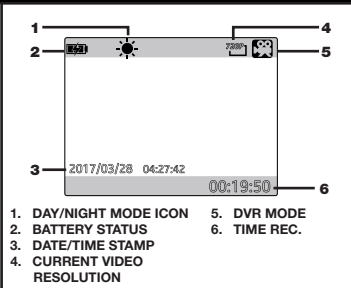 1
4
2
720P
5
3
2017/03/28 04:27:42
00:19:50
6
1. DAY/NIGHT MODE ICON
2. BATTERY STATUS
3. DATE/TIME STAMP
4. CURRENT VIDEO
RESOLUTION
5. DVR MODE
6. TIME REC.